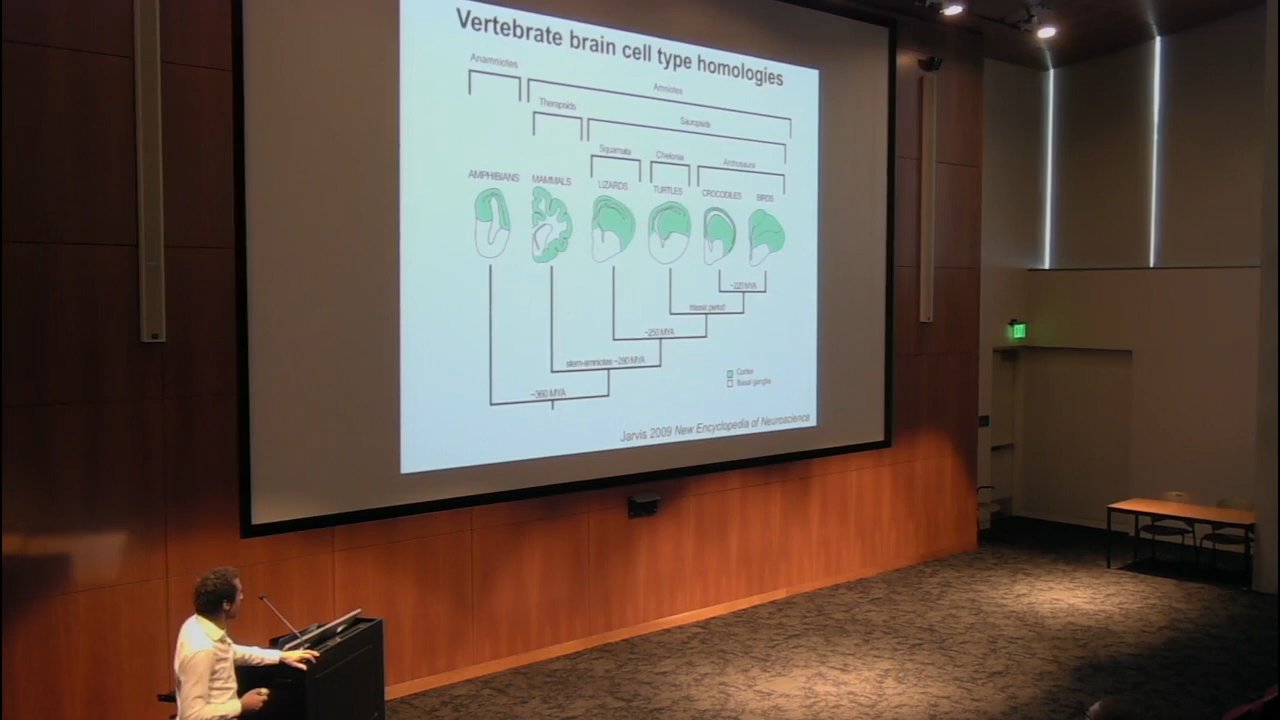 Vertebrate brain cell type homologies
Anamniotes
Amniotes
Therapsids
Sauropsids
Squamata
Chelonia
Archosauria
AMPHIBIANS
MAMMALS
LIZARDS
TURTLES
CROCODILES
BIRDS
~220 MYA
triassic period
~250 MYA
stem-amniotes: ~280 MYA
~360 MYA
Cortex
Basal ganglia
Jarvis 2009 New Encyclopedia of Neuroscience